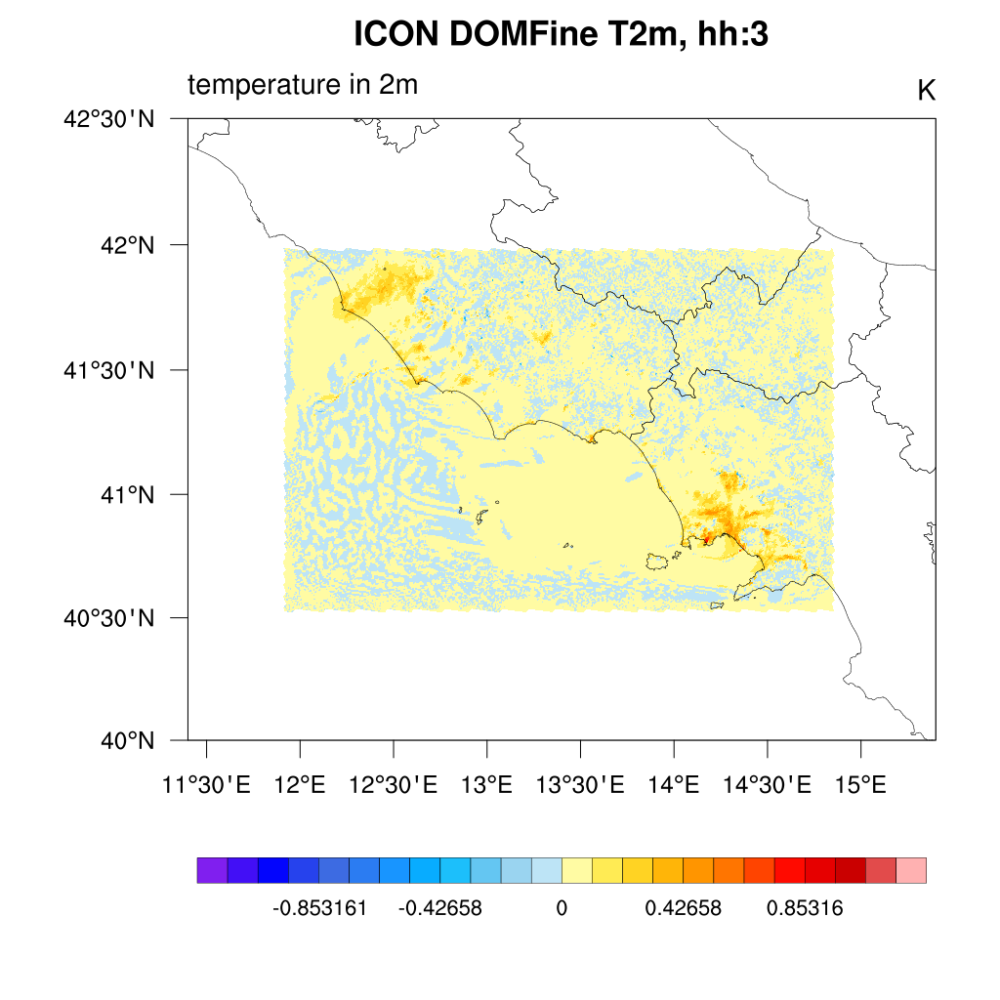 ICON DOMFine T2m, hh:3
temperature in 2m
K
42°30'N
42°N
41°30'N
41°N
40°30'N
40°N
11°30'E 12°E 12°30'E 13°E 13°30'E 14°E 14°30'E 15°E
-0.853161 -0.42658 0 0.42658 0.85316